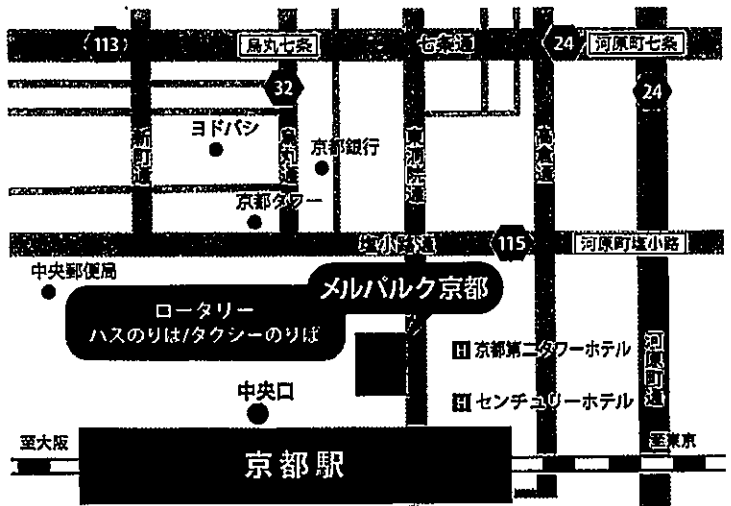 113
烏丸七条
七条通
24
河原町七条
32
24
ヨドバシ
京都銀行
新町通
烏丸通
東洞院通
高倉通
京都タワー
塩小路通
115
河原町塩小路
中央郵便局
メルパルク京都
ロータリー
バスのりば/タクシーのりば
H 京都第二タワーホテル
河原町通
中央口
H センチュリーホテル
至大阪
京都駅
至東京